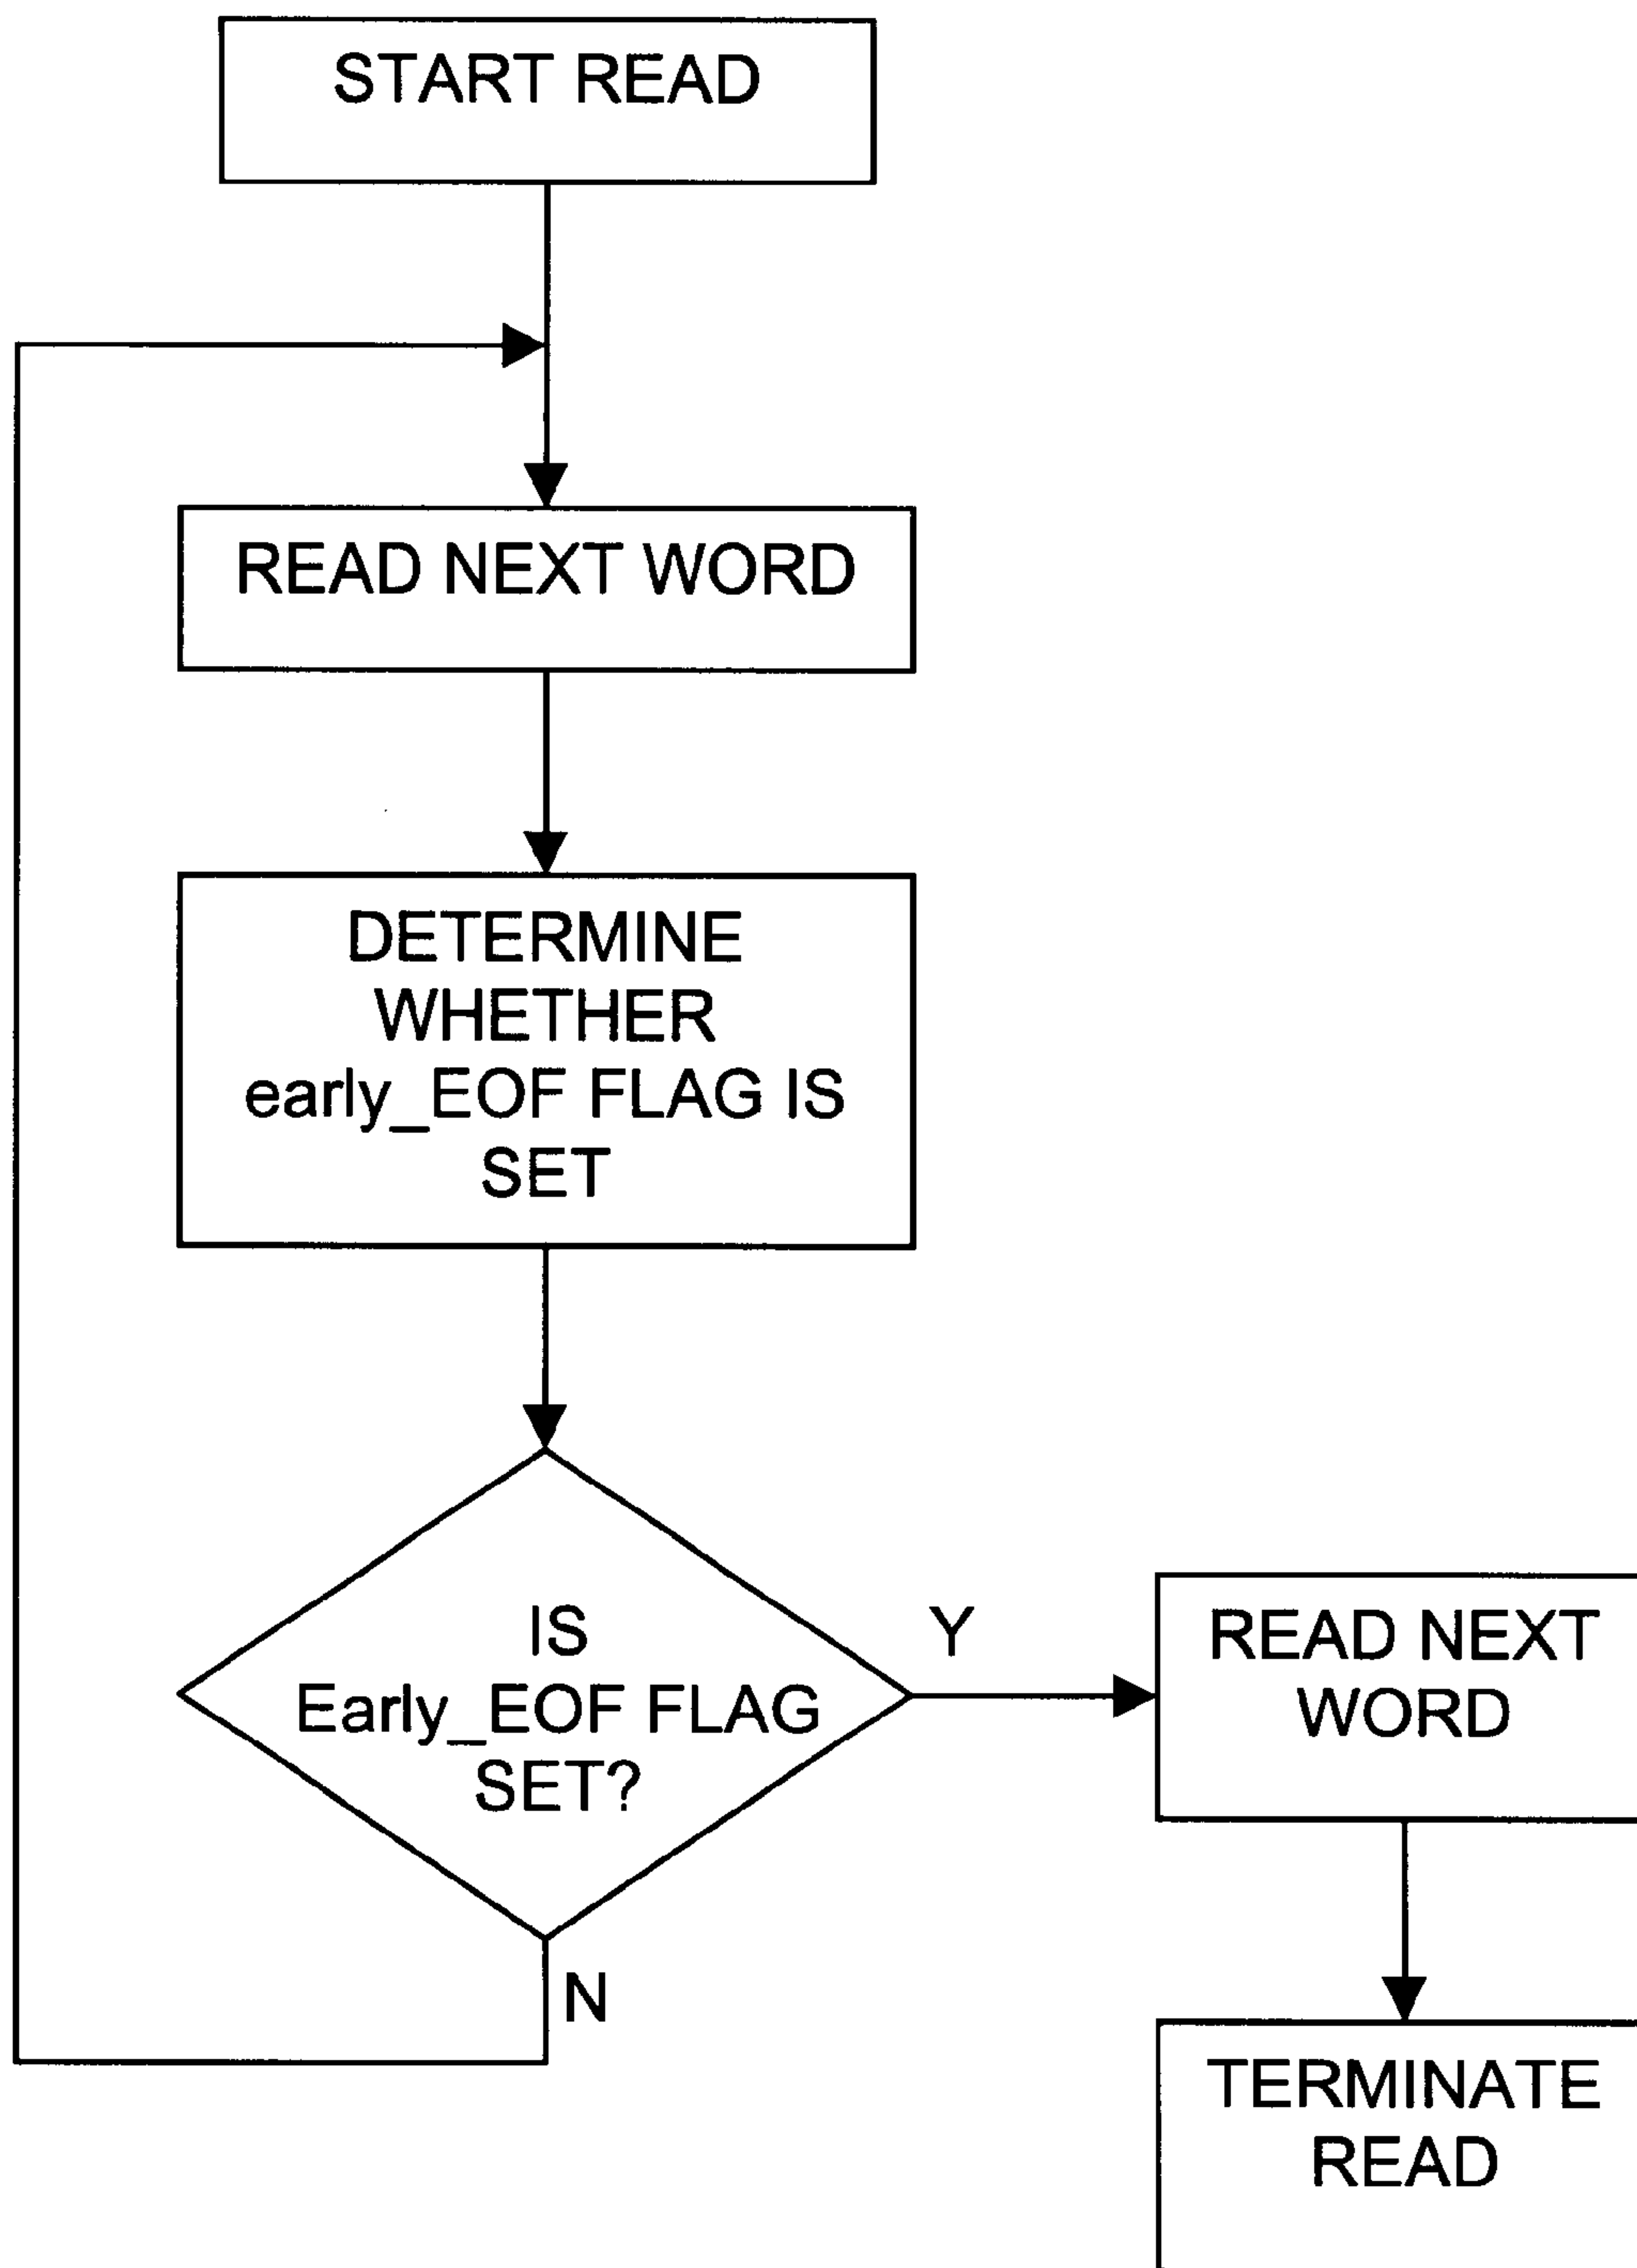 START READ
READ NEXT WORD
DETERMINE
WHETHER
early_EOF FLAG IS
SET
IS
Early_EOF FLAG
SET?
Y
N
READ NEXT
WORD
TERMINATE
READ